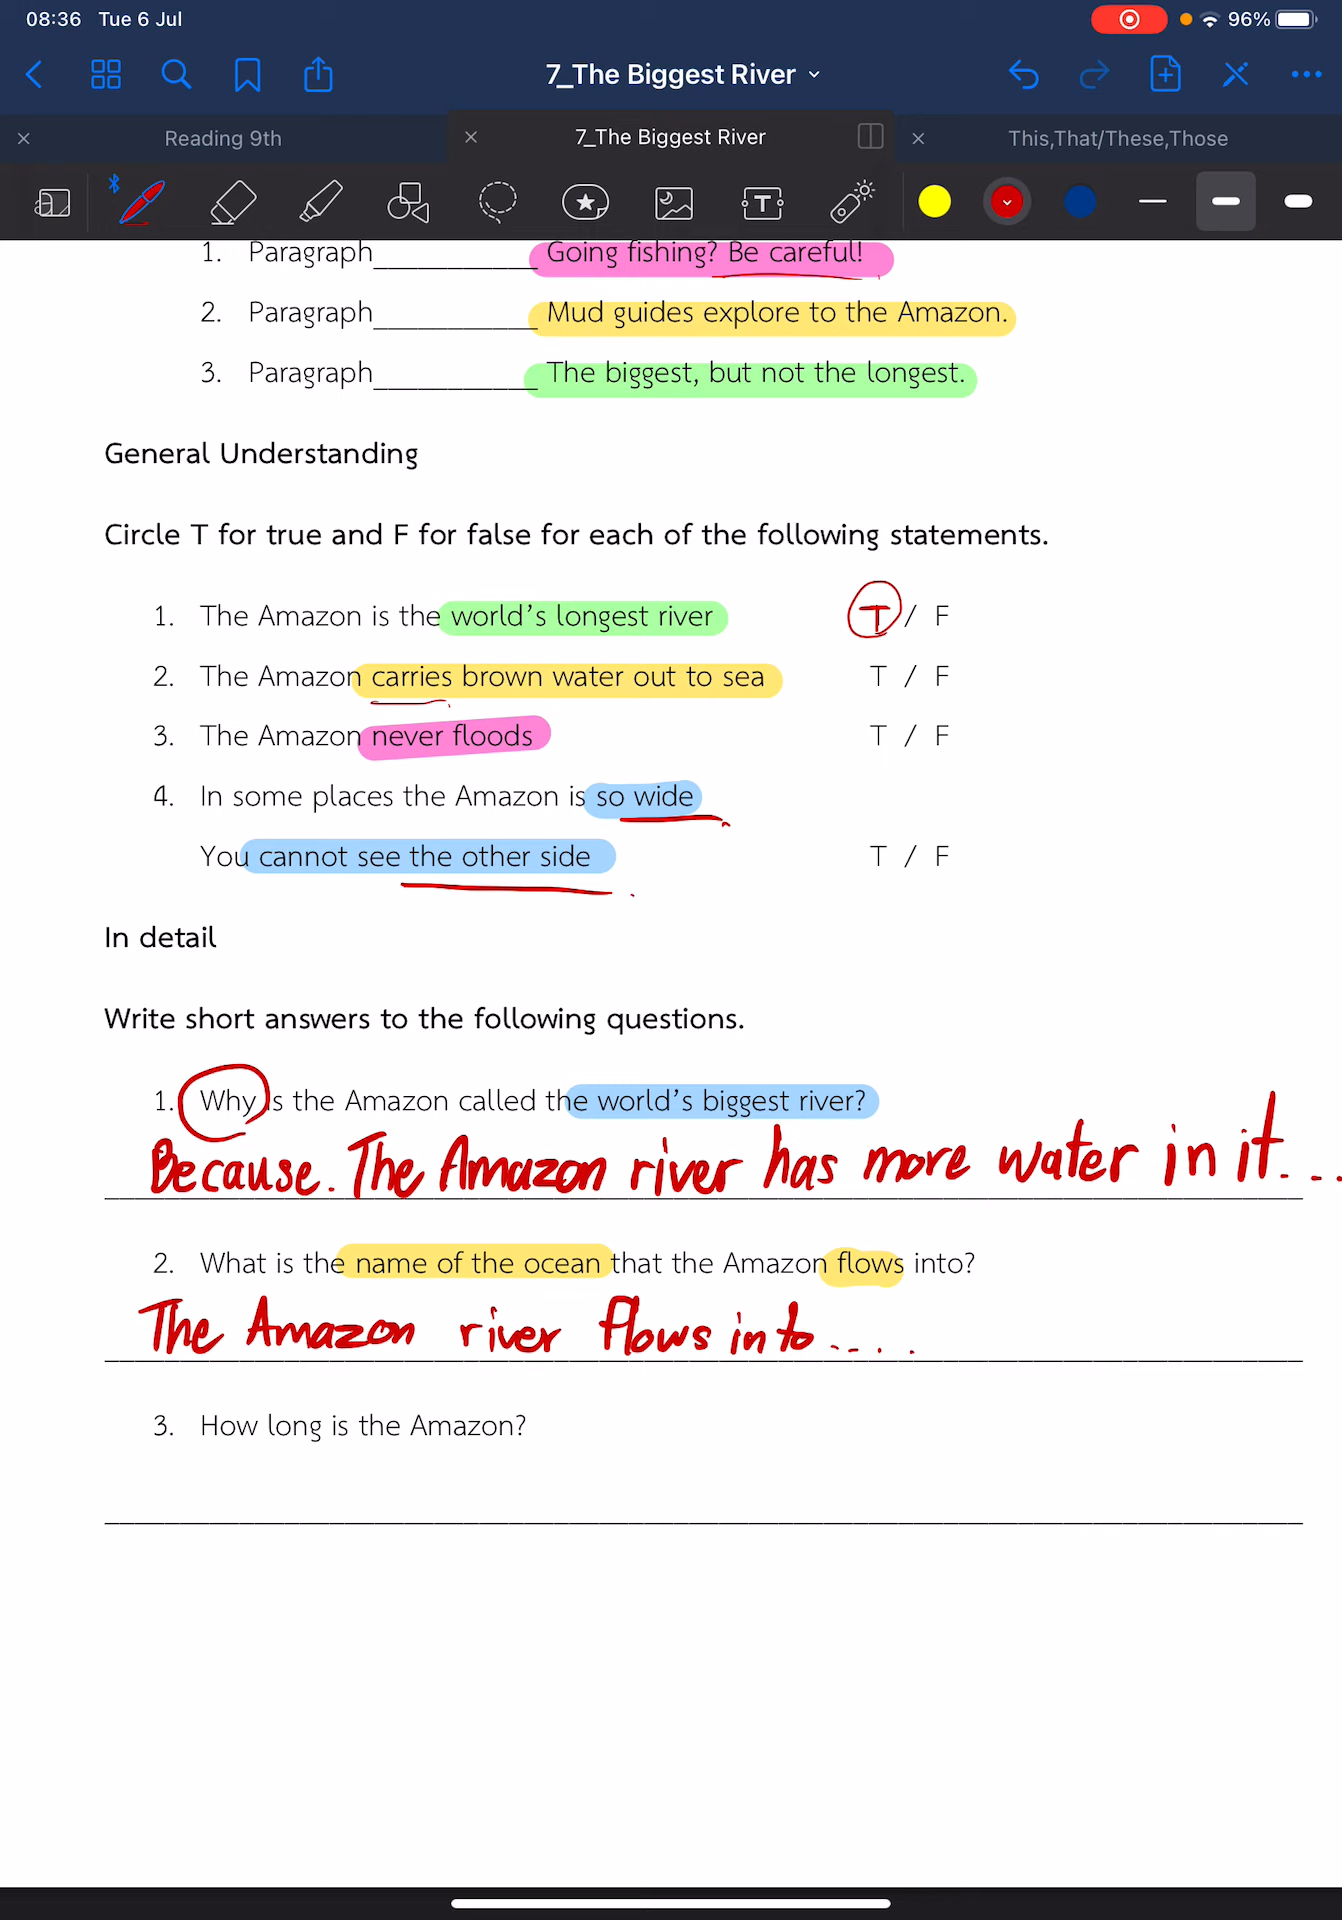 08:36 Tue 6 Jul 96%
7_The Biggest River
Reading 9th 7_The Biggest River This,That/These,Those
1. Paragraph__________ Going fishing? Be careful!
2. Paragraph__________ Mud guides explore to the Amazon.
3. Paragraph__________ The biggest, but not the longest.
General Understanding
Circle T for true and F for false for each of the following statements.
1. The Amazon is the world's longest river T / F
2. The Amazon carries brown water out to sea T / F
3. The Amazon never floods T / F
4. In some places the Amazon is so wide
You cannot see the other side T / F
In detail
Write short answers to the following questions.
1. Why is the Amazon called the world's biggest river?
Because. The Amazon river has more water in it...
2. What is the name of the ocean that the Amazon flows into?
The Amazon river flows into.....
3. How long is the Amazon?